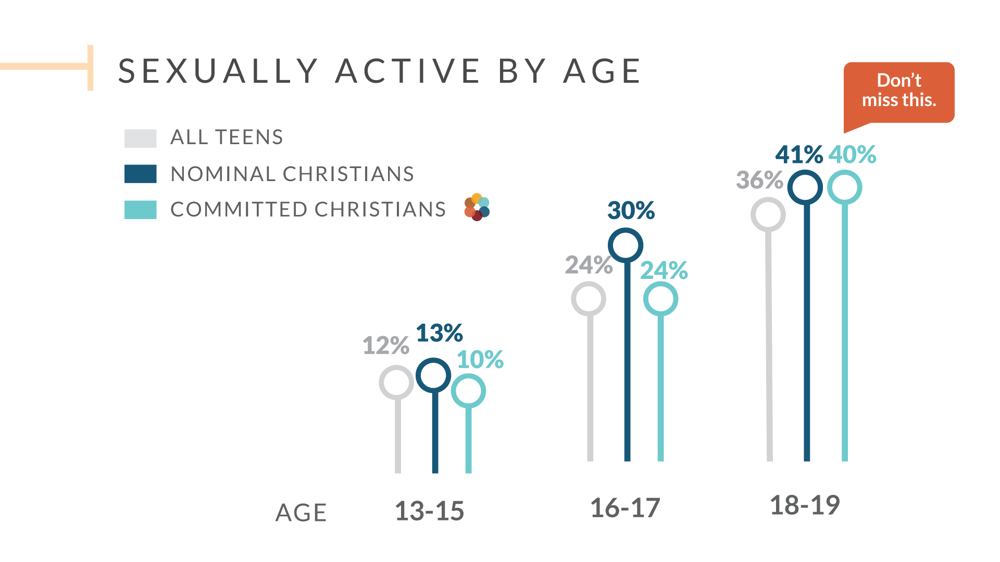 SEXUALLY ACTIVE BY AGE
Don’t
miss this.
ALL TEENS
NOMINAL CHRISTIANS
COMMITTED CHRISTIANS
12%
13%
10%
24%
30%
24%
36%
41%
40%
AGE
13-15
16-17
18-19